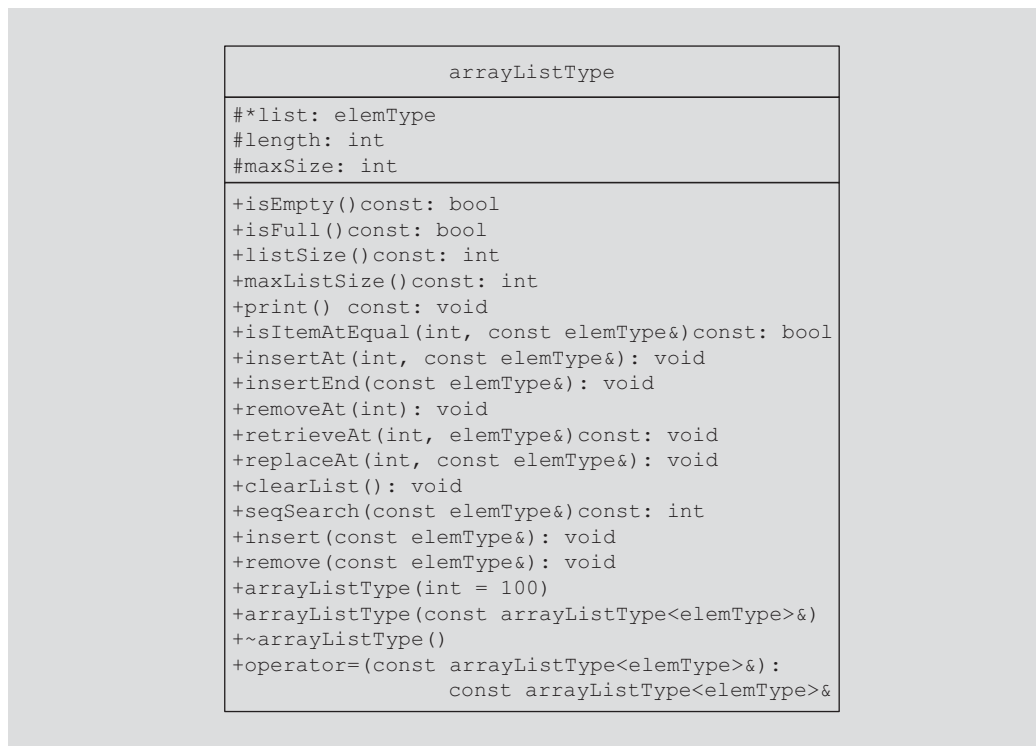 arrayListType
#*list: elemType
#length: int
#maxSize: int
+isEmpty()const: bool
+isFull()const: bool
+listSize()const: int
+maxListSize()const: int
+print() const: void
+isItemAtEqual(int, const elemType&)const: bool
+insertAt(int, const elemType&): void
+insertEnd(const elemType&): void
+removeAt(int): void
+retrieveAt(int, elemType&)const: void
+replaceAt(int, const elemType&): void
+clearList(): void
+seqSearch(const elemType&)const: int
+insert(const elemType&): void
+remove(const elemType&): void
+arrayListType(int = 100)
+arrayListType(const arrayListType<elemType>&)
+~arrayListType()
+operator=(const arrayListType<elemType>&):
const arrayListType<elemType>&